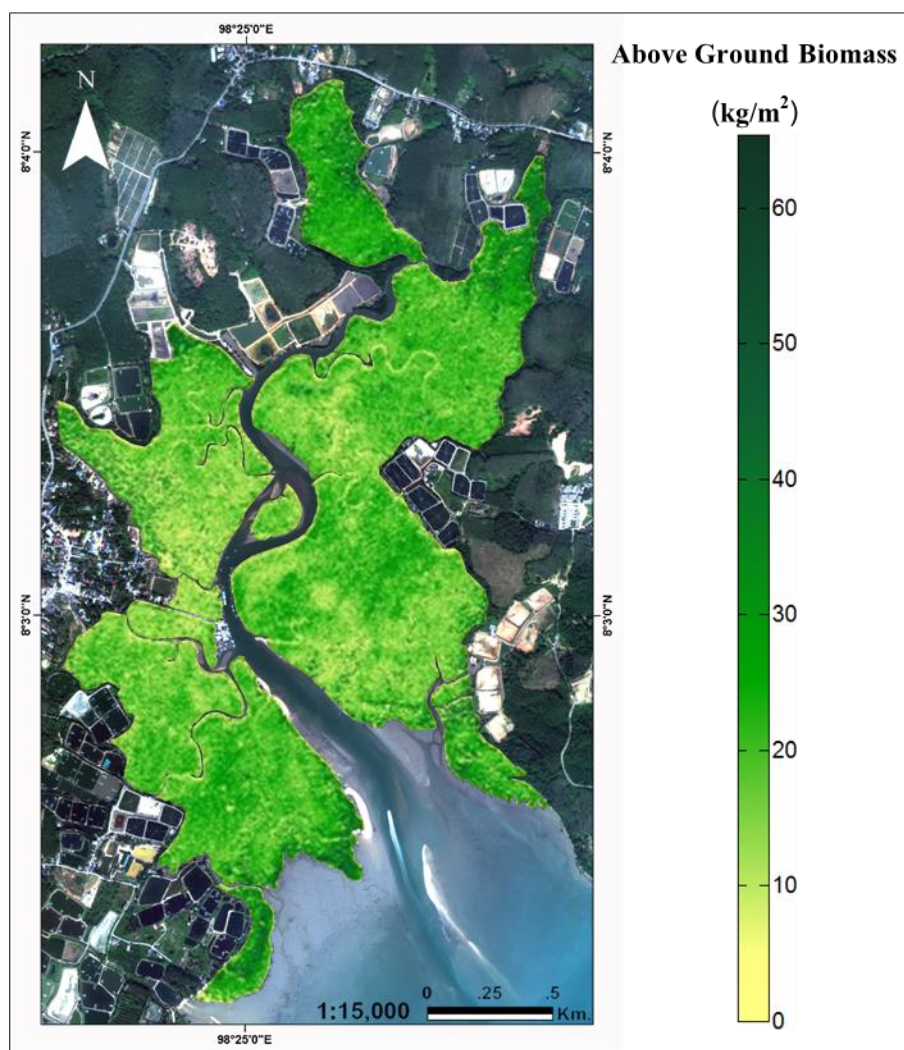 98°25'0"E
Above Ground Biomass
(kg/m²)
N
8°4'0"N
8°4'0"N
60
50
40
8°3'0"N
8°3'0"N
30
20
10
0
1:15,000
0 .25 .5
Km.
98°25'0"E